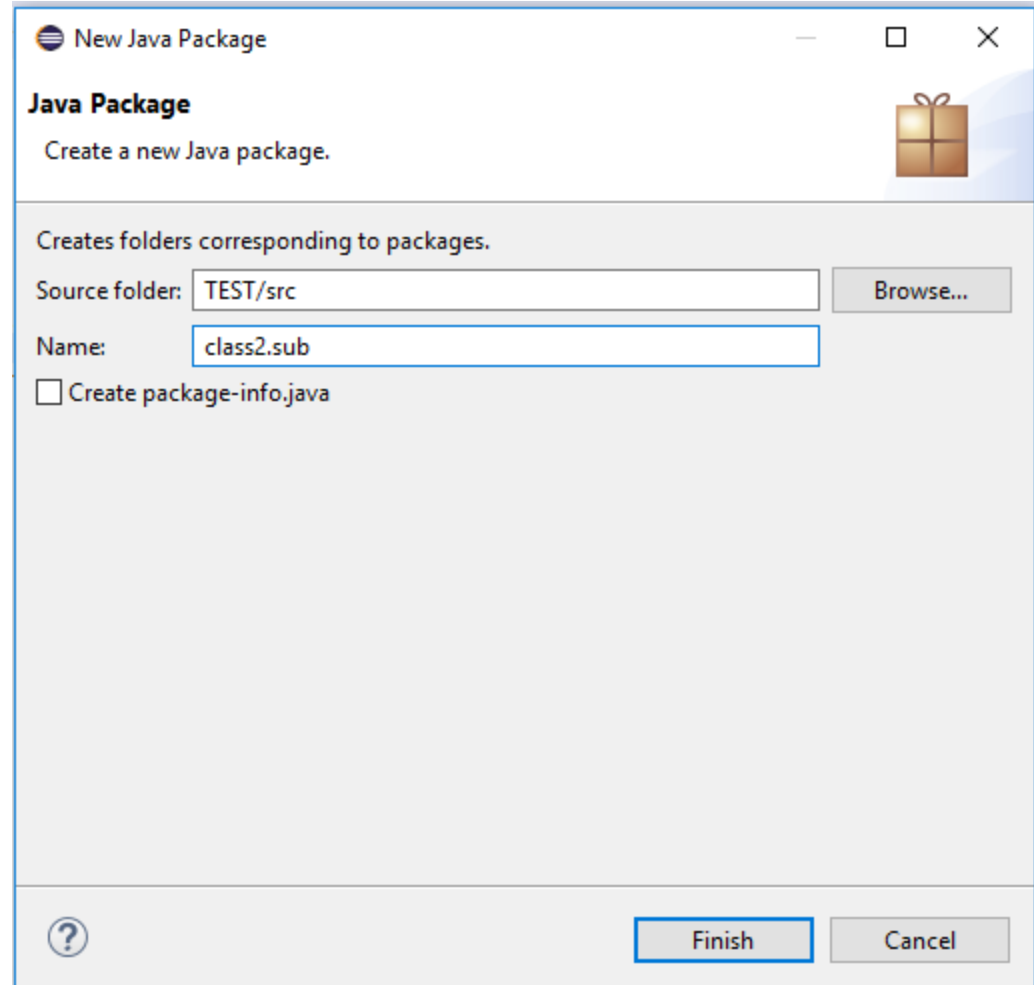 New Java Package
Java Package
Create a new Java package.
Creates folders corresponding to packages.
Source folder: TEST/src Browse...
Name: class2.sub
Create package-info.java
? Finish Cancel